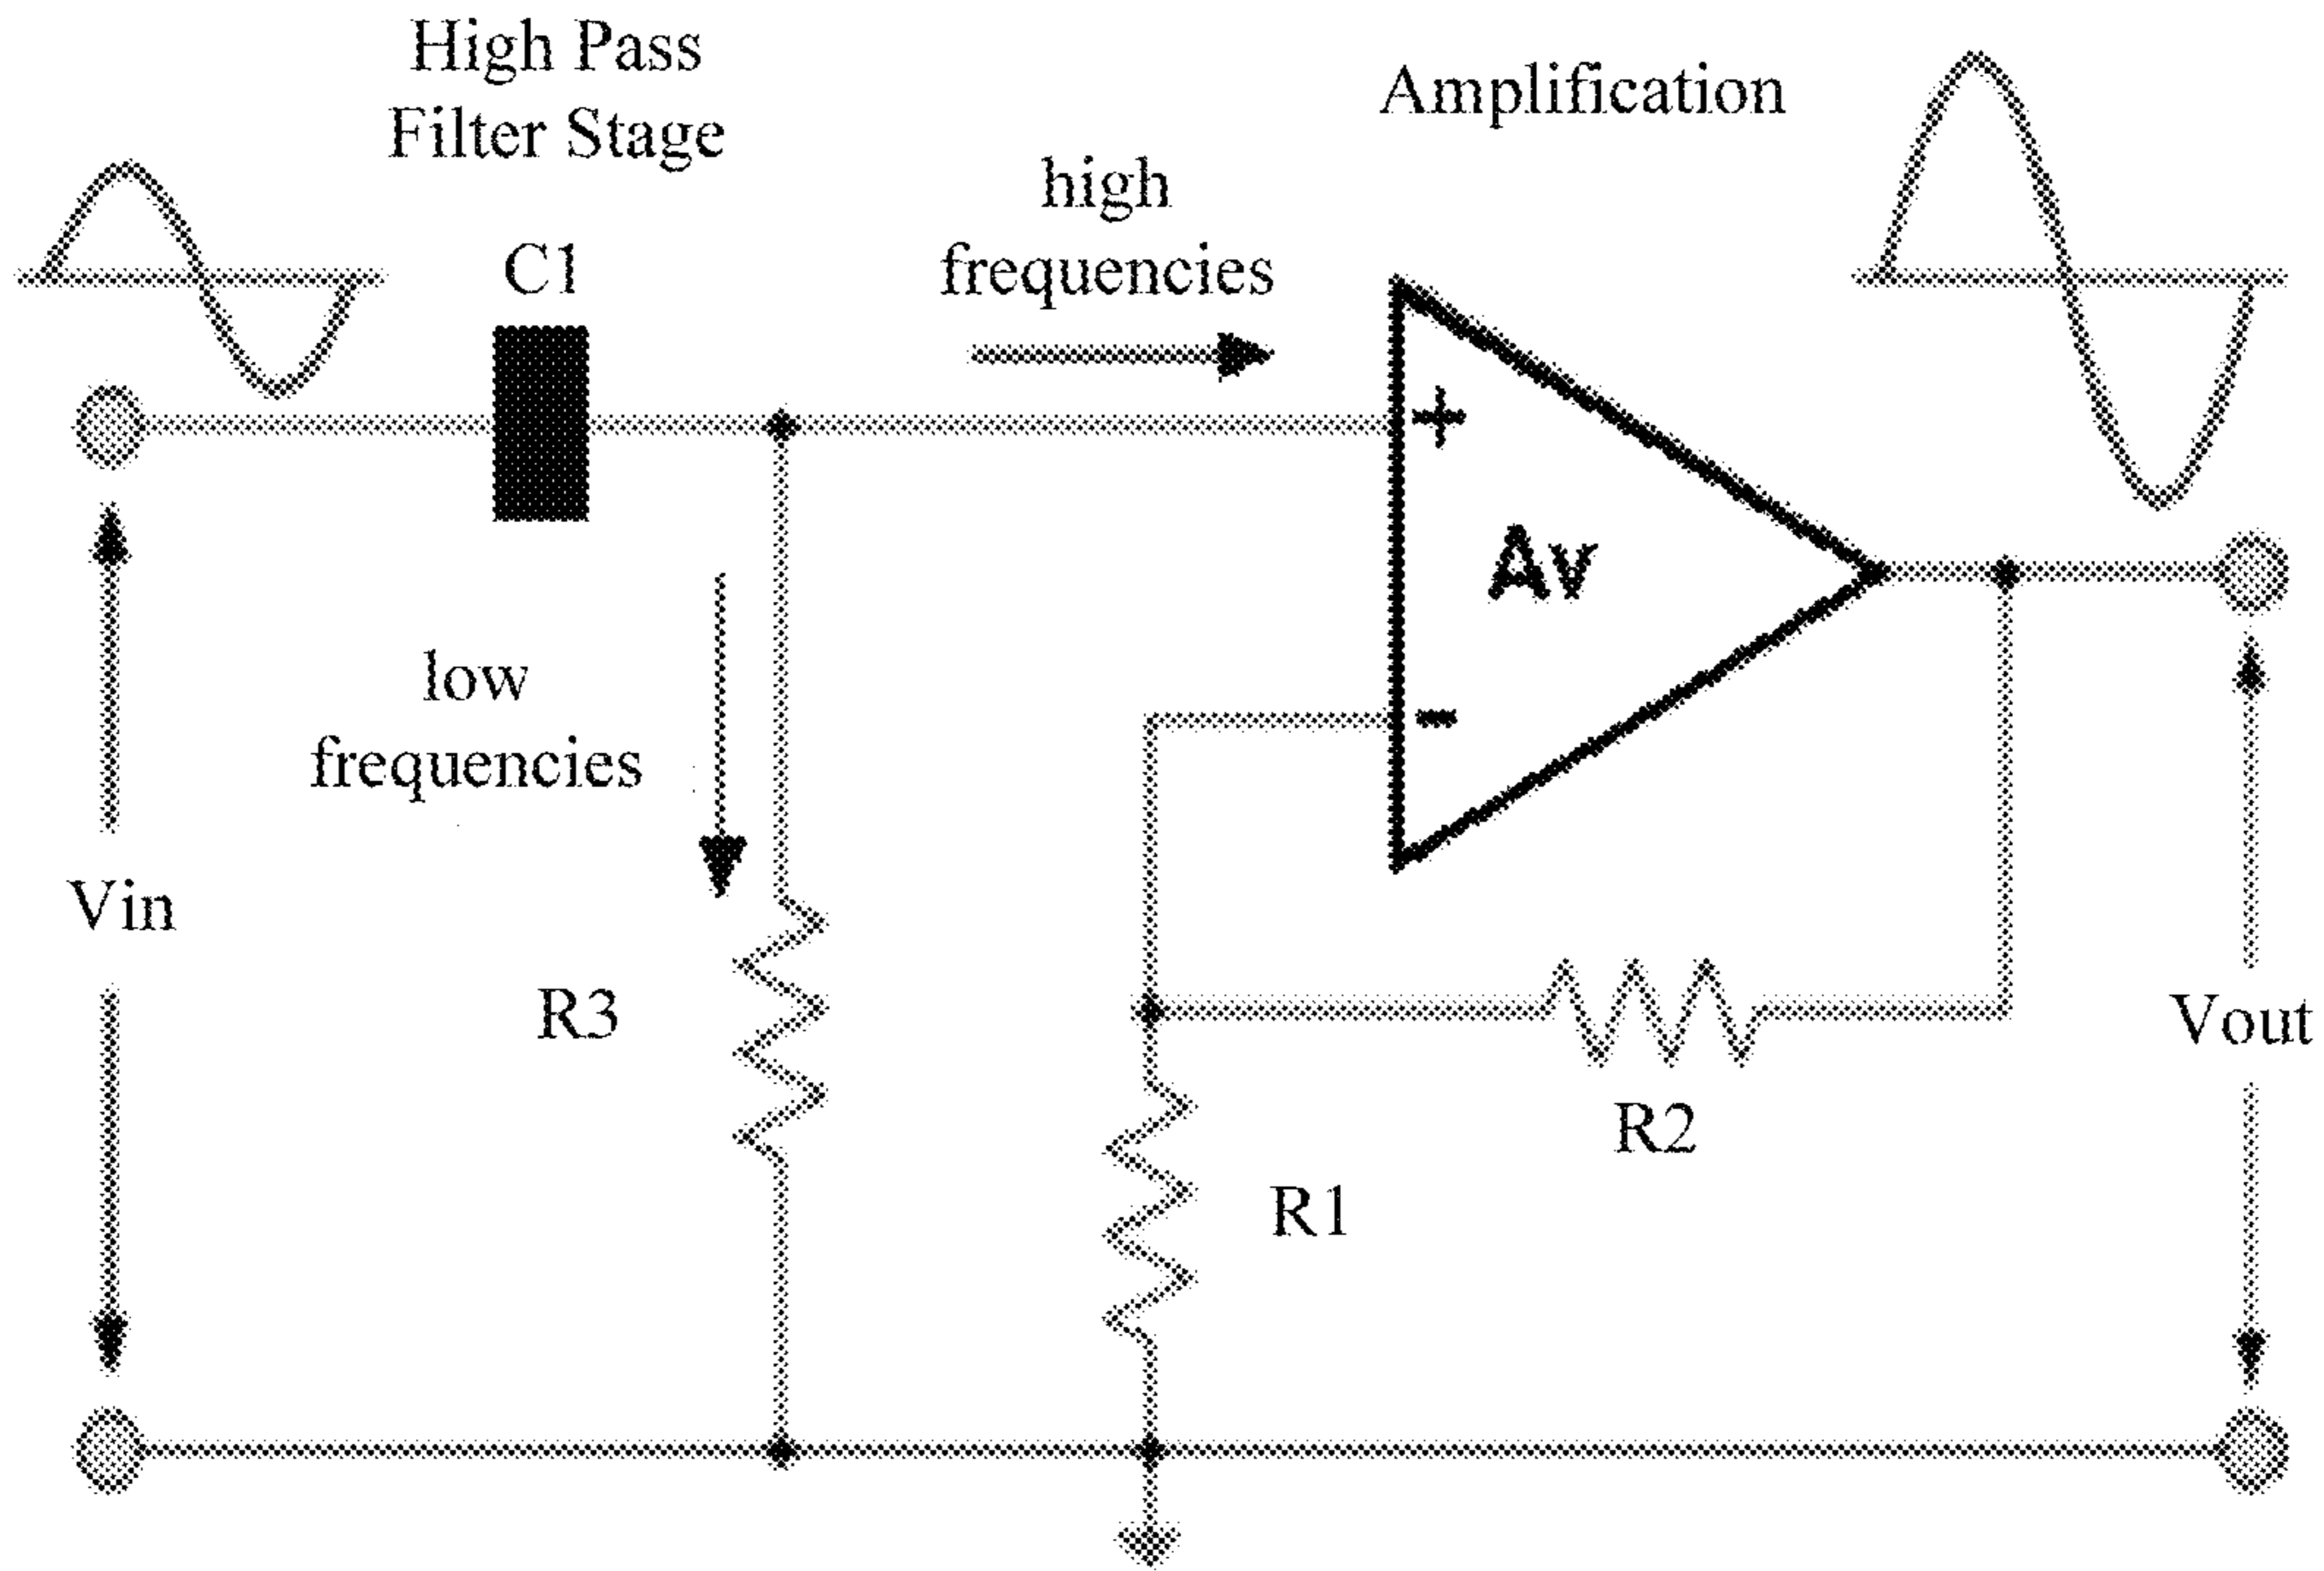 High Pass
Filter Stage
Amplification
high
frequencies
C1
+
Av
low
frequencies
-
Vin
R3
R2
Vout
R1